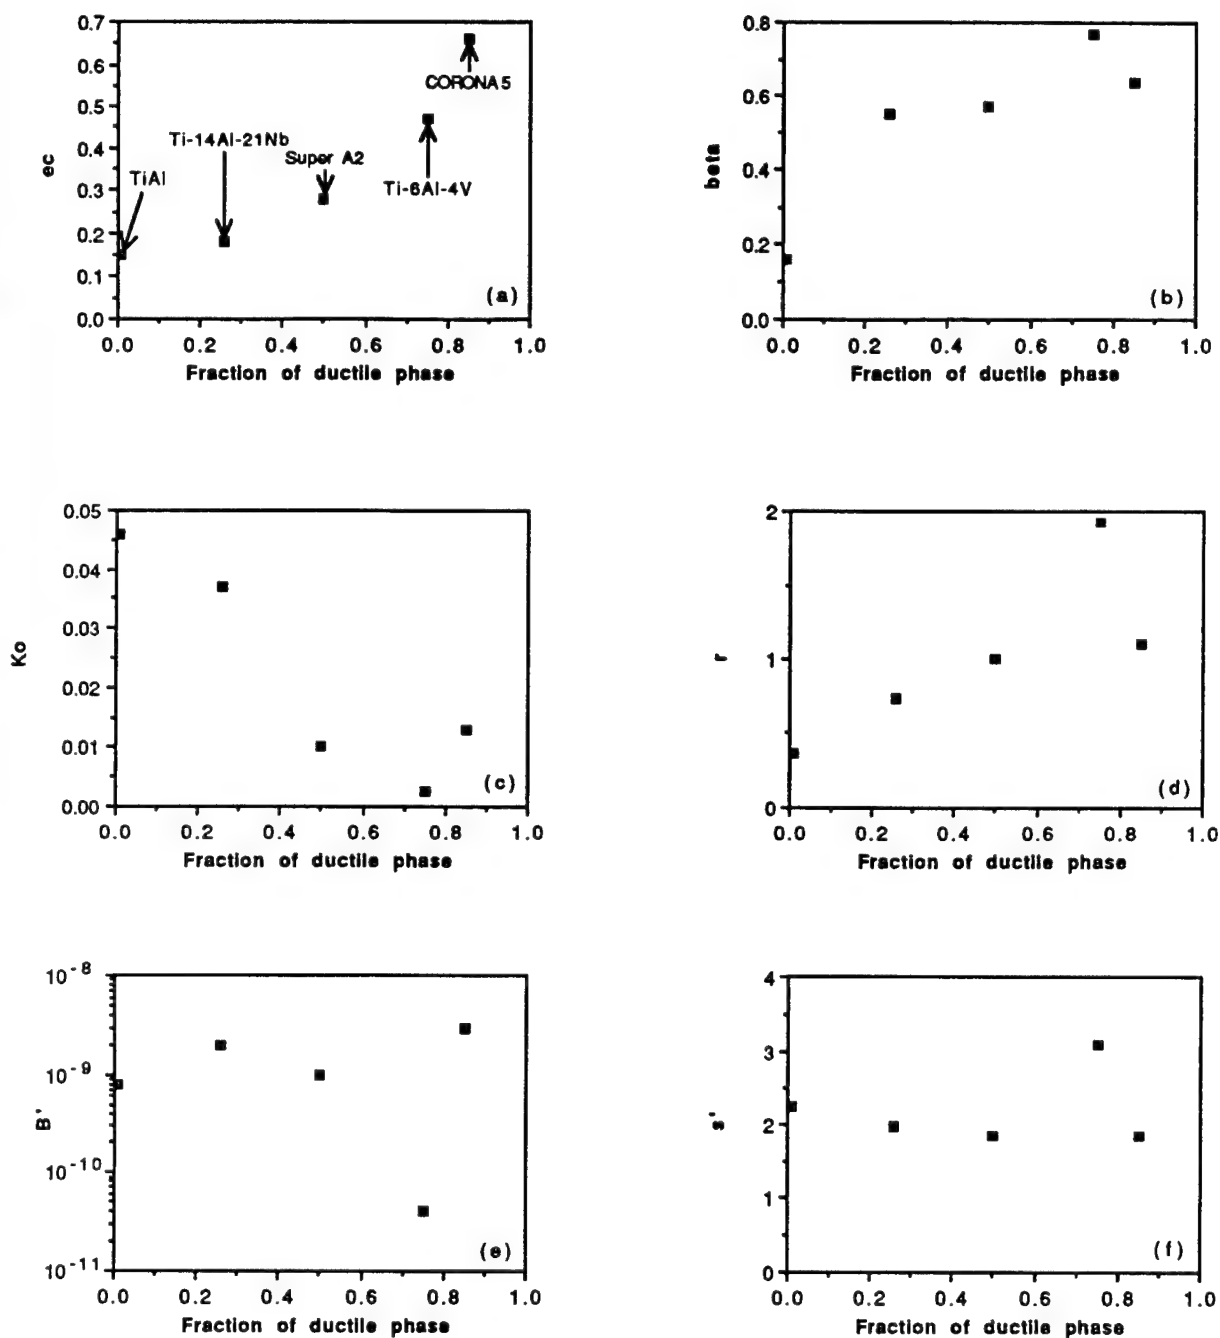 0.7
0.6
0.5
0.4
0.3
0.2
0.1
0.0
ec
CORONA5
Ti-14Al-21Nb
Super A2
TiAl
Ti-6Al-4V
(a)
0.0 0.2 0.4 0.6 0.8 1.0
Fraction of ductile phase
0.8
0.6
0.4
0.2
0.0
beta
(b)
0.0 0.2 0.4 0.6 0.8 1.0
Fraction of ductile phase
0.05
0.04
0.03
0.02
0.01
0.00
Ko
(c)
0.0 0.2 0.4 0.6 0.8 1.0
Fraction of ductile phase
2
1
0
r
(d)
0.0 0.2 0.4 0.6 0.8 1.0
Fraction of ductile phase
10⁻⁸
10⁻⁹
10⁻¹⁰
10⁻¹¹
B'
(e)
0.0 0.2 0.4 0.6 0.8 1.0
Fraction of ductile phase
4
3
2
1
0
s'
(f)
0.0 0.2 0.4 0.6 0.8 1.0
Fraction of ductile phase